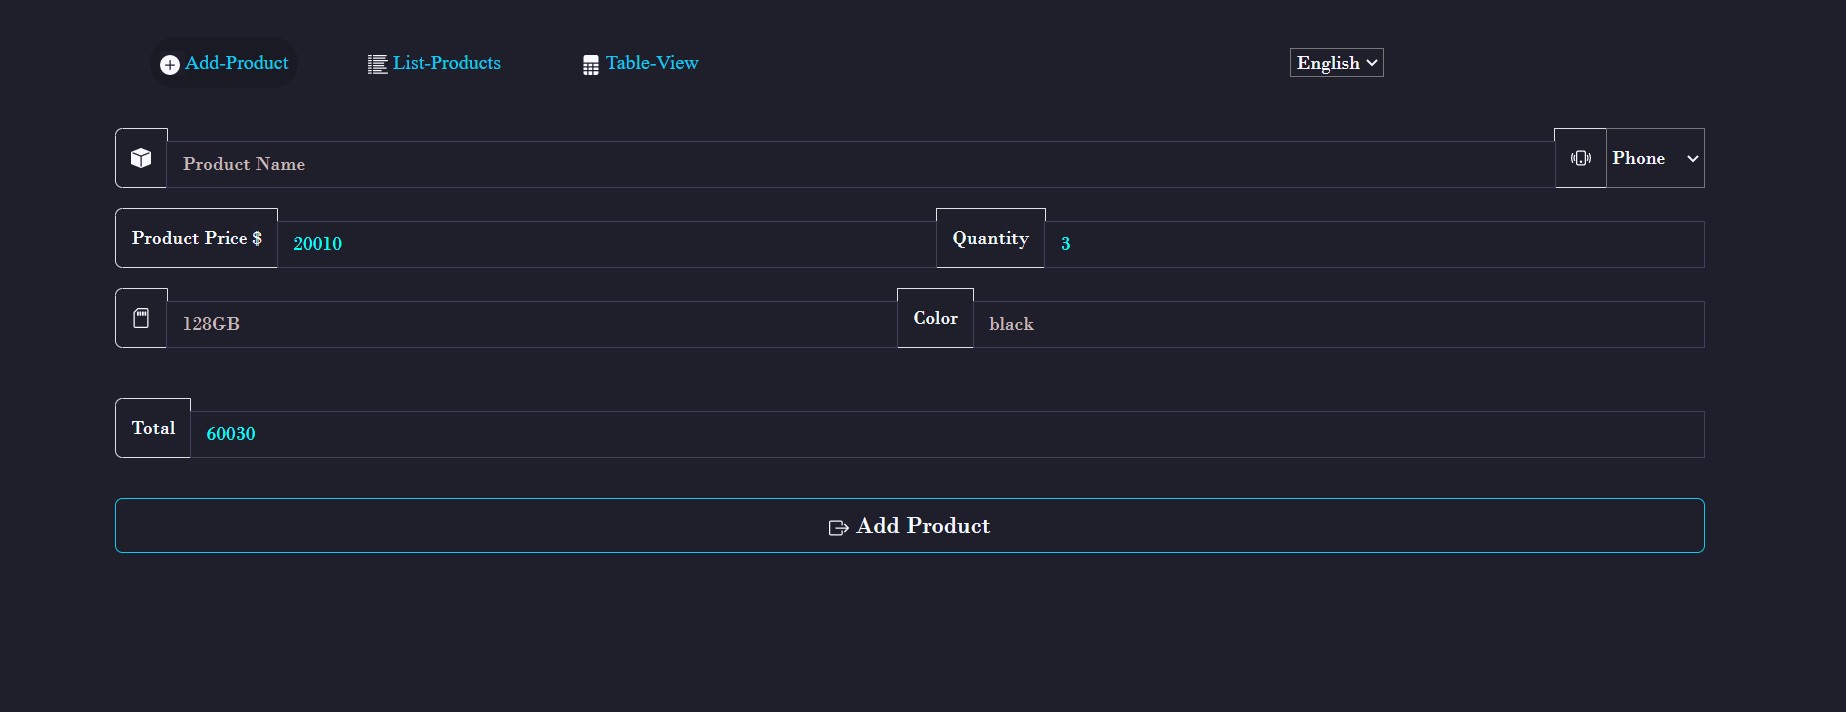 Add-Product List-Products Table-View English
Product Name Phone
Product Price $ 20010 Quantity 3
128GB Color black
Total 60030
Add Product